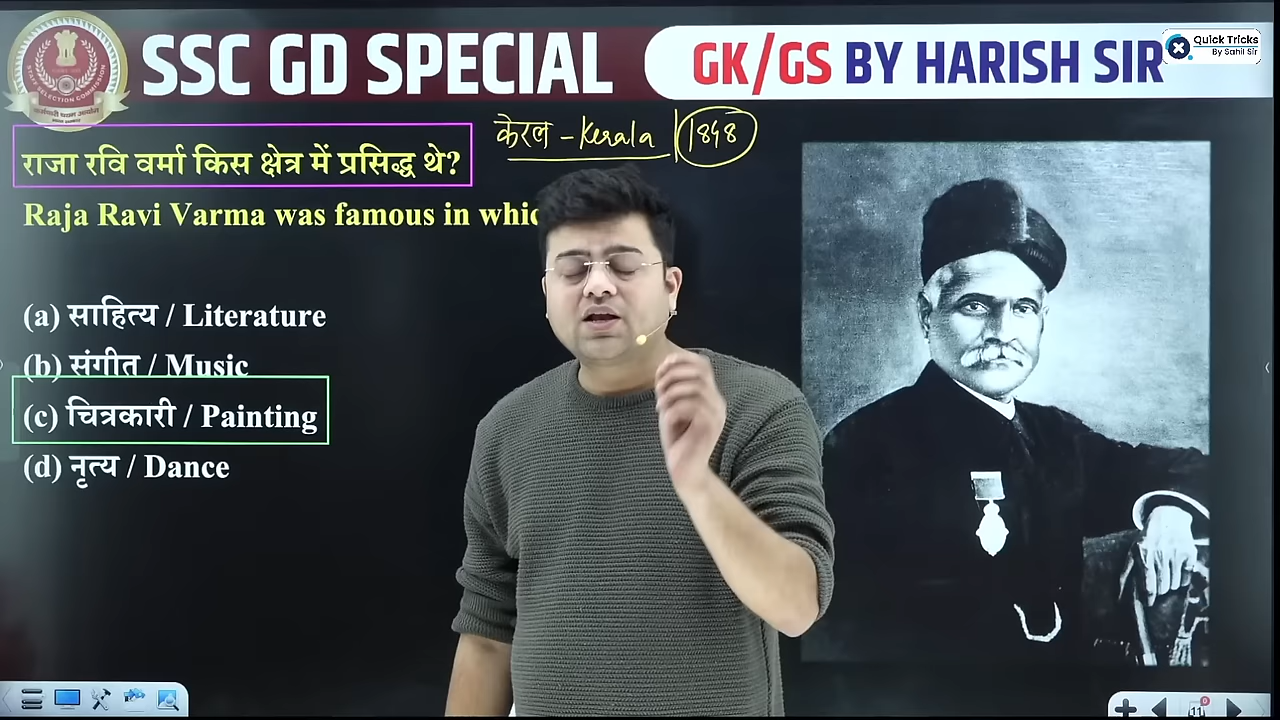 SSC GD SPECIAL
GK/GS BY HARISH SIR
Quick Tricks
By Sahil Sir
केरल - Kerala | 1848
राजा रवि वर्मा किस क्षेत्र में प्रसिद्ध थे?
Raja Ravi Varma was famous in
(a) साहित्य / Literature
(b) संगीत / Music
(c) चित्रकारी / Painting
(d) नृत्य / Dance
11